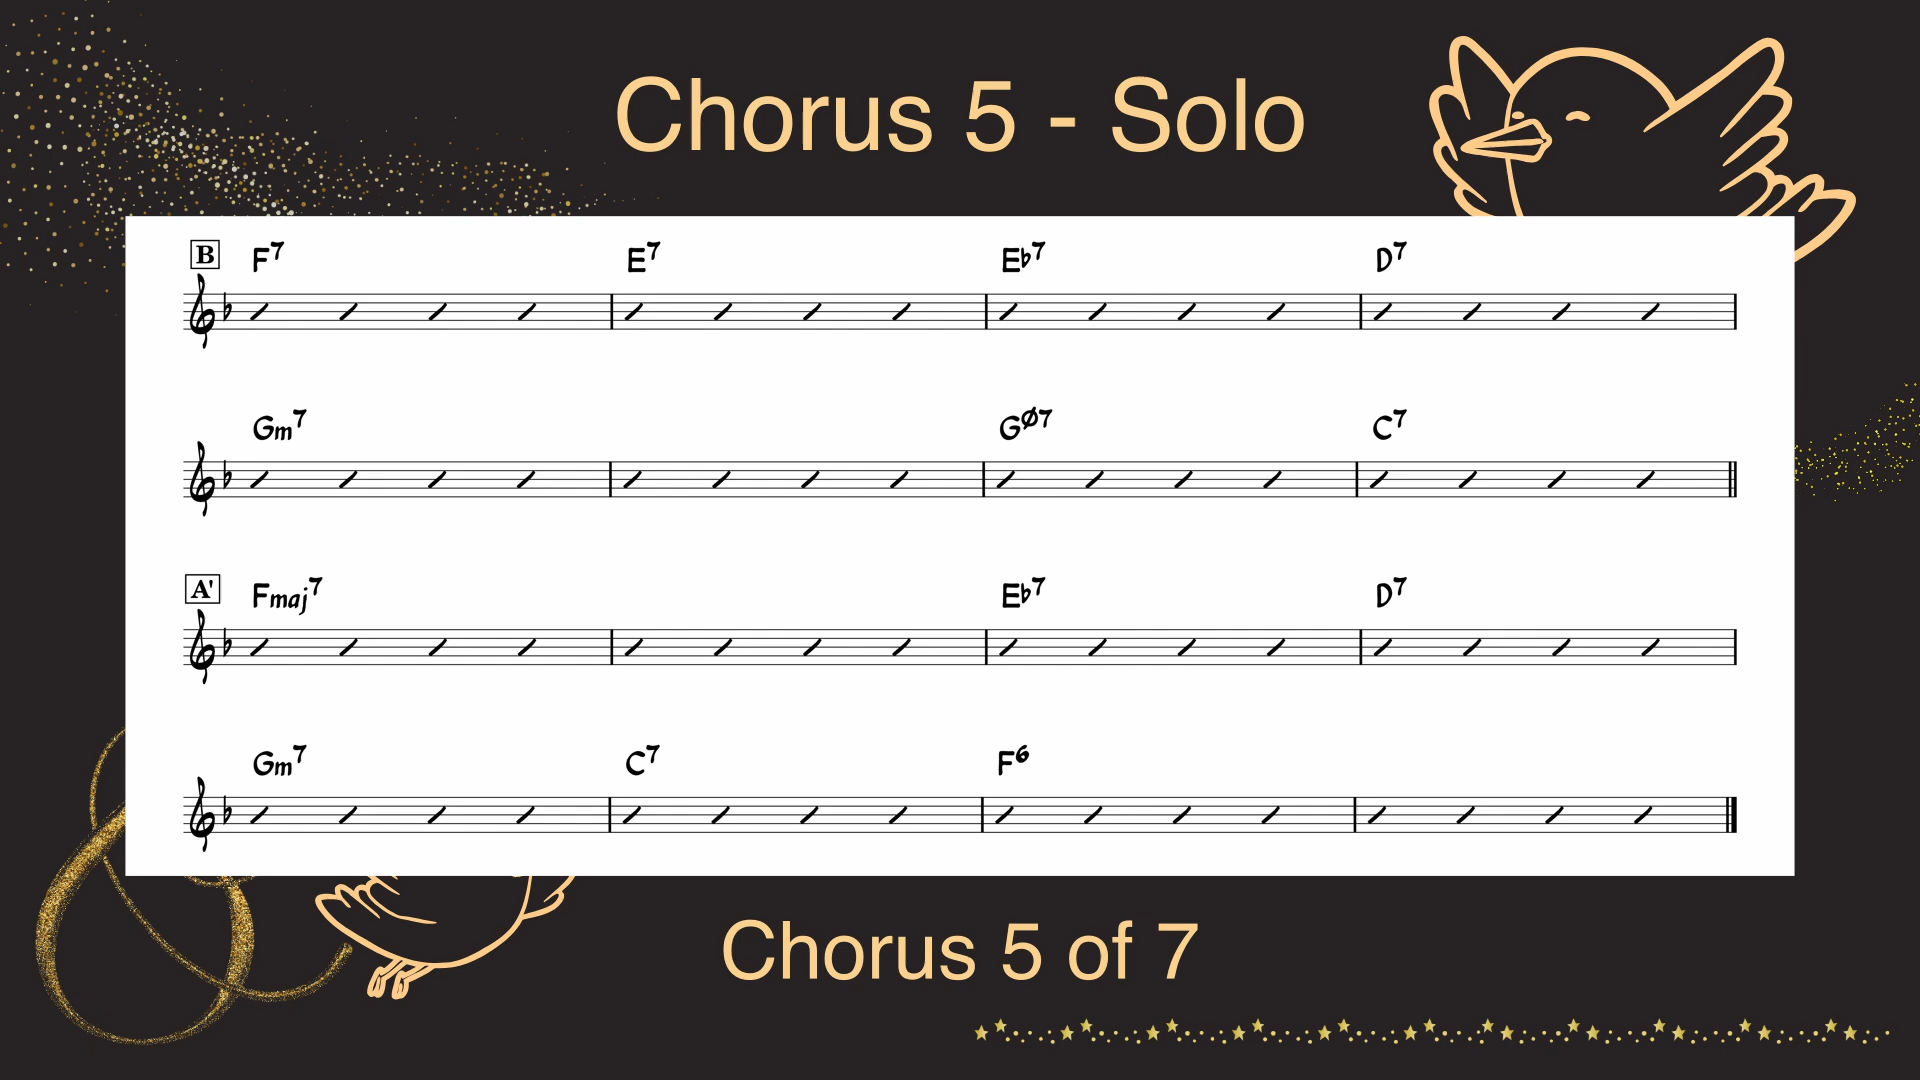 Chorus 5 - Solo
B F7 E7 Eb7 D7
Gm7 Gø7 C7
A' Fmaj7 Eb7 D7
Gm7 C7 F6
Chorus 5 of 7